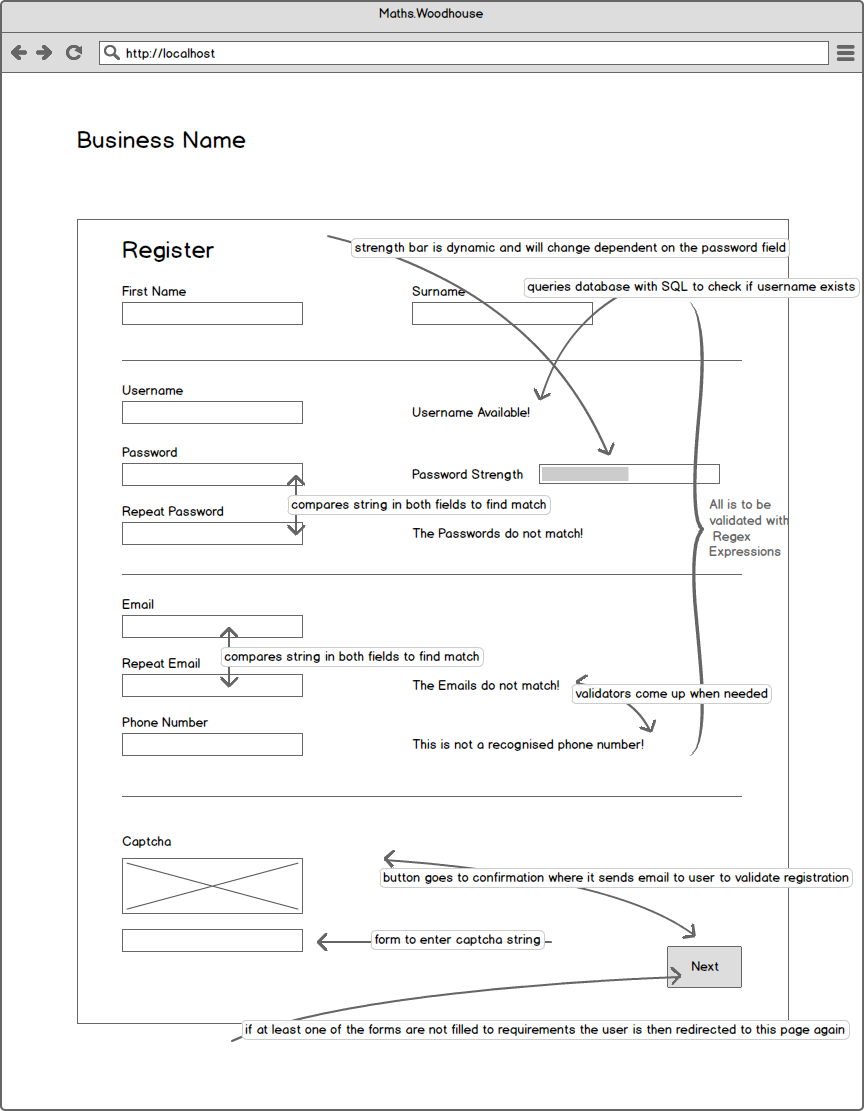 Maths.Woodhouse
http://localhost
Business Name
Register
strength bar is dynamic and will change dependent on the password field
queries database with SQL to check if username exists
First Name
Surname
Username
Username Available!
Password
Password Strength
compares string in both fields to find match
Repeat Password
The Passwords do not match!
All is to be
validated with
Regex
Expressions
Email
compares string in both fields to find match
Repeat Email
The Emails do not match!
validators come up when needed
Phone Number
This is not a recognised phone number!
Captcha
button goes to confirmation where it sends email to user to validate registration
form to enter captcha string
Next
if at least one of the forms are not filled to requirements the user is then redirected to this page again